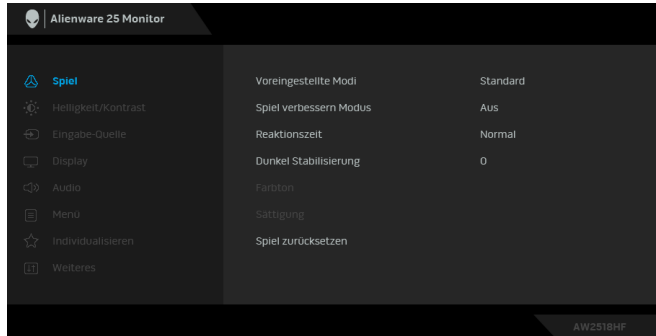 Alienware 25 Monitor
Spiel Voreingestellte Modi Standard
Helligkeit/Kontrast Spiel verbessern Modus Aus
Eingabe-Quelle Reaktionszeit Normal
Display Dunkel Stabilisierung 0
Audio Farbton
Menü Sättigung
Individualisieren Spiel zurücksetzen
Weiteres
AW2518HF